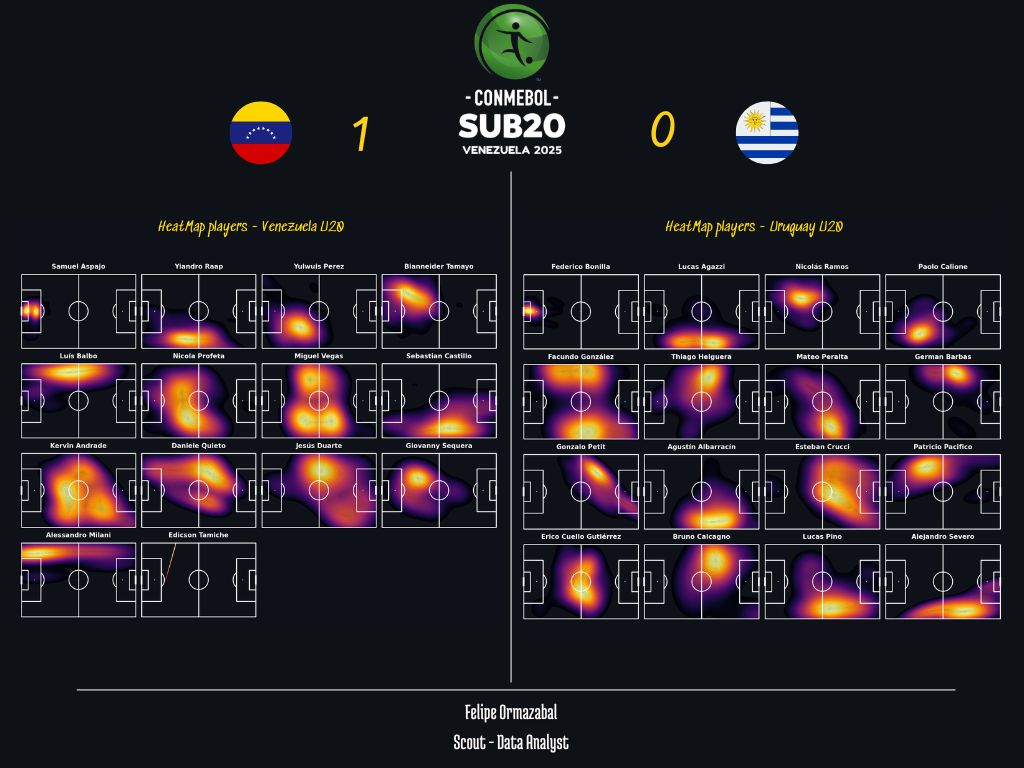 - CONMEBOL -
SUB20
VENEZUELA 2025
1
0
HeatMap players - Venezuela U20
Samuel Aspajo
Yiandro Raap
Yulwuis Perez
Bianneider Tamayo
Luís Balbo
Nicola Profeta
Miguel Vegas
Sebastian Castillo
Kervin Andrade
Daniele Quieto
Jesús Duarte
Giovanny Sequera
Alessandro Milani
Edicson Tamiche
HeatMap players - Uruguay U20
Federico Bonilla
Lucas Agazzi
Nicolás Ramos
Paolo Calione
Facundo González
Thiago Helguera
Mateo Peralta
German Barbas
Gonzalo Petit
Agustín Albarracín
Esteban Crucci
Patricio Pacifico
Erico Cuello Gutiérrez
Bruno Calcagno
Lucas Pino
Alejandro Severo
Felipe Ormazabal
Scout - Data Analyst